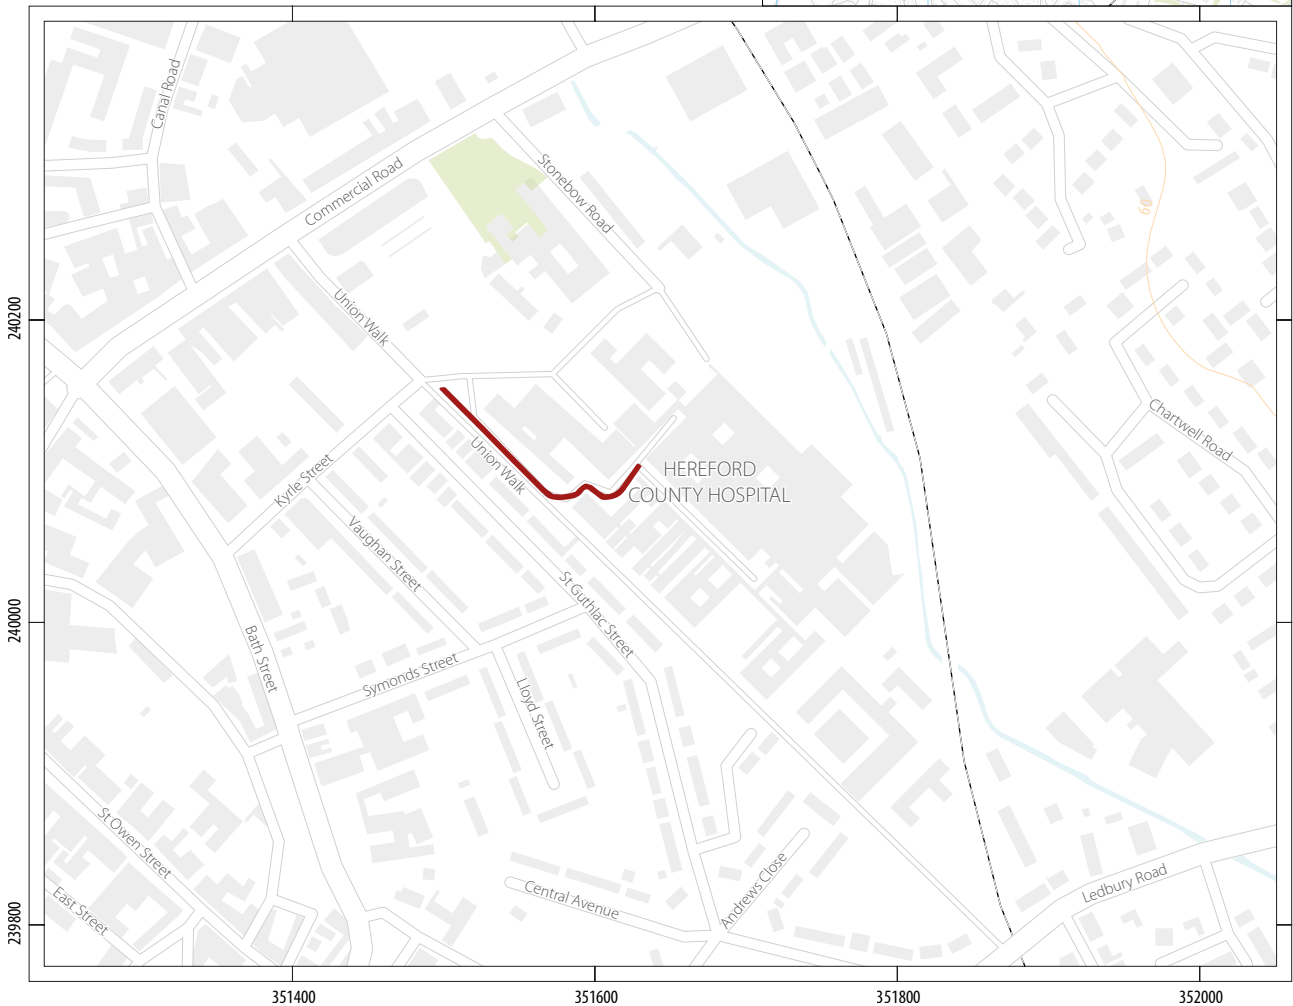 Canal Road
Commercial Road
Stonebow Road
60
240200
Union Walk
Chartwell Road
Union Walk
Kyrle Street
HEREFORD
COUNTY HOSPITAL
Vaughan Street
St Guthlac Street
240000
Bath Street
Symonds Street
Lloyd Street
St Owen Street
Central Avenue
Andrews Close
Ledbury Road
East Street
239800
351400
351600
351800
352000